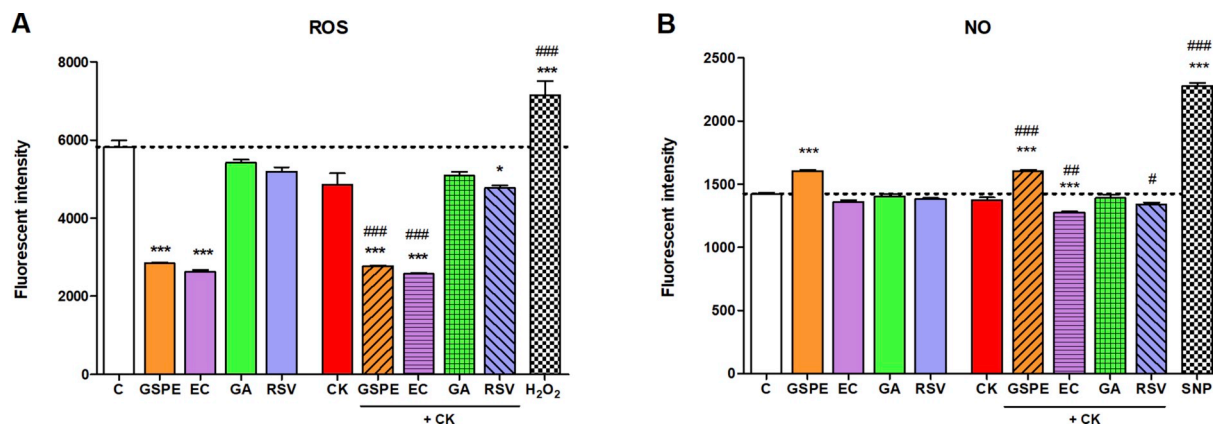 A
ROS
Fluorescent intensity
8000
6000
4000
2000
0
***
***
###
***
###
***
*
###
***
C GSPE EC GA RSV CK GSPE EC GA RSV H₂O₂
+ CK
B
NO
Fluorescent intensity
2500
2000
1500
1000
500
0
***
###
***
##
***
#
###
***
C GSPE EC GA RSV CK GSPE EC GA RSV SNP
+ CK